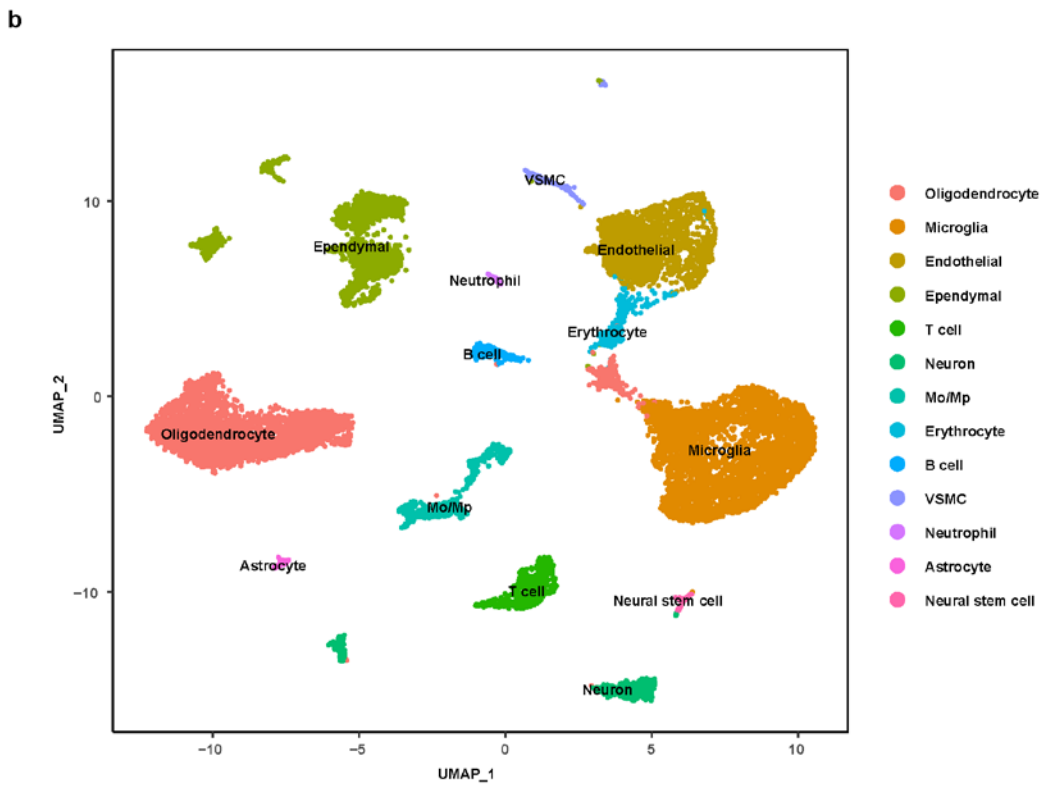 b
VSMC
Ependymal
Endothelial
Neutrophil
Erythrocyte
B cell
Oligodendrocyte
Microglia
Mo/Mp
Astrocyte
T cell
Neural stem cell
Neuron
10
0
−10
UMAP_2
−10
−5
0
5
10
UMAP_1
Oligodendrocyte
Microglia
Endothelial
Ependymal
T cell
Neuron
Mo/Mp
Erythrocyte
B cell
VSMC
Neutrophil
Astrocyte
Neural stem cell